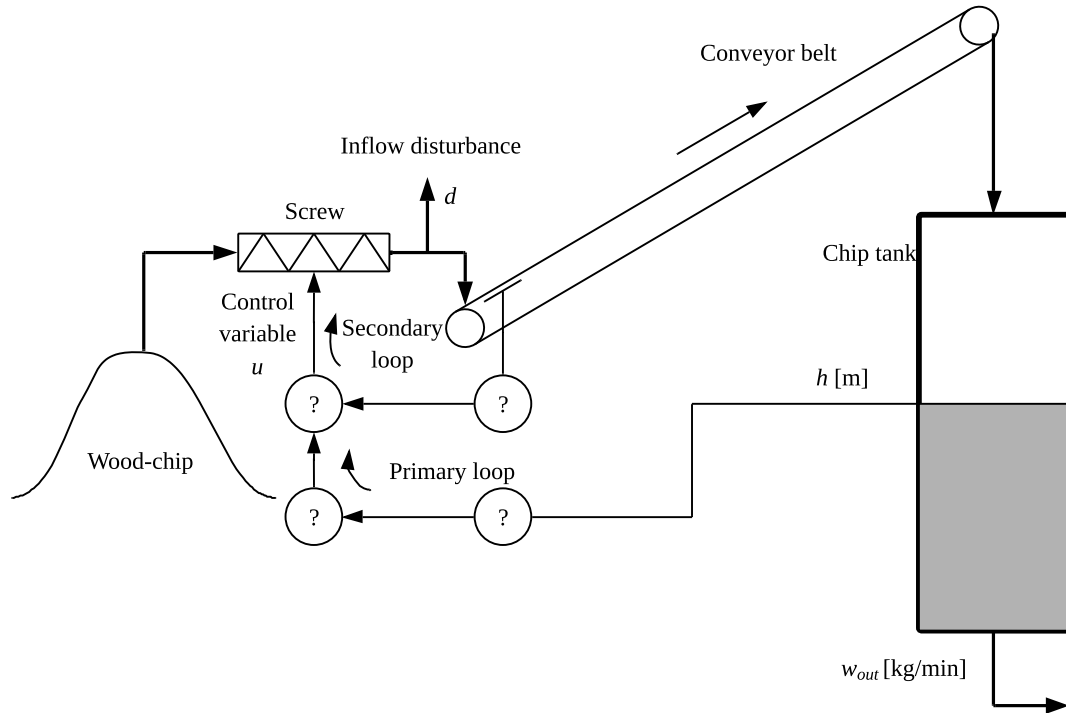 Conveyor belt
Inflow disturbance
d
Screw
Chip tank
Control
variable
u
Secondary
loop
h [m]
?
?
Wood-chip
Primary loop
?
?
w_out [kg/min]